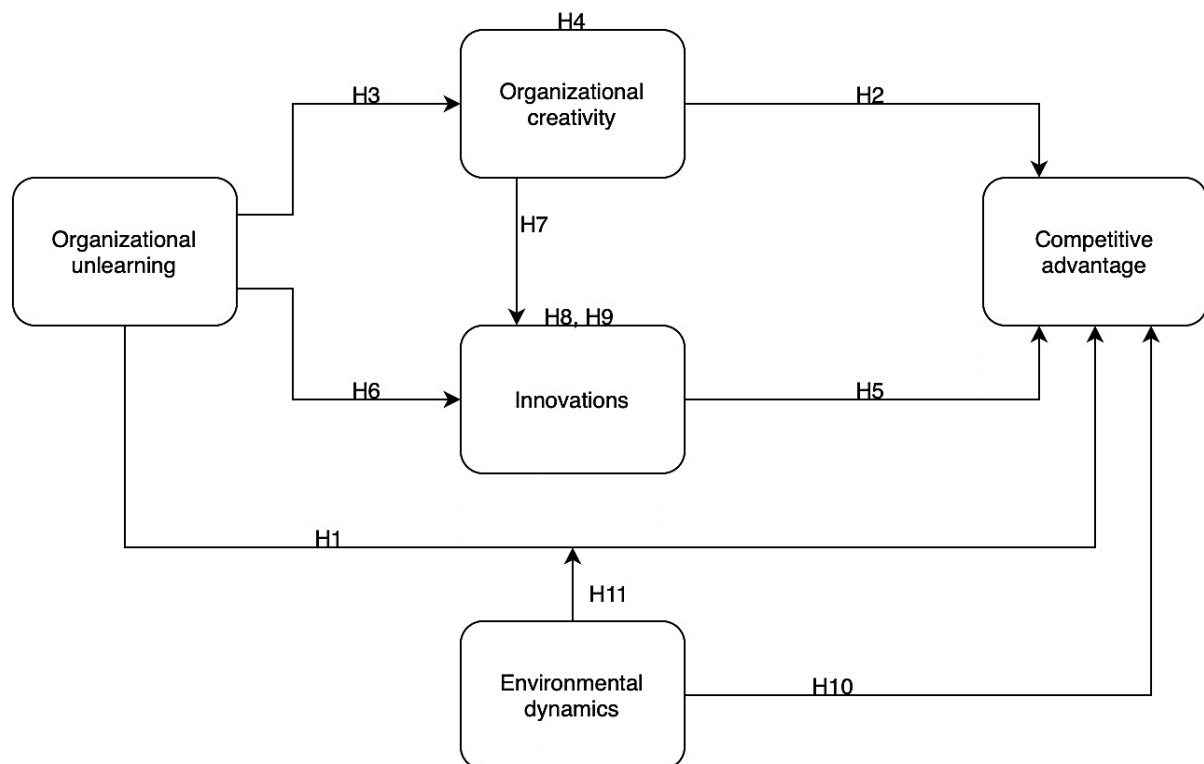 H4
Organizational
creativity
H3
H2
Organizational
unlearning
H7
Competitive
advantage
H8, H9
Innovations
H6
H5
H1
H11
Environmental
dynamics
H10